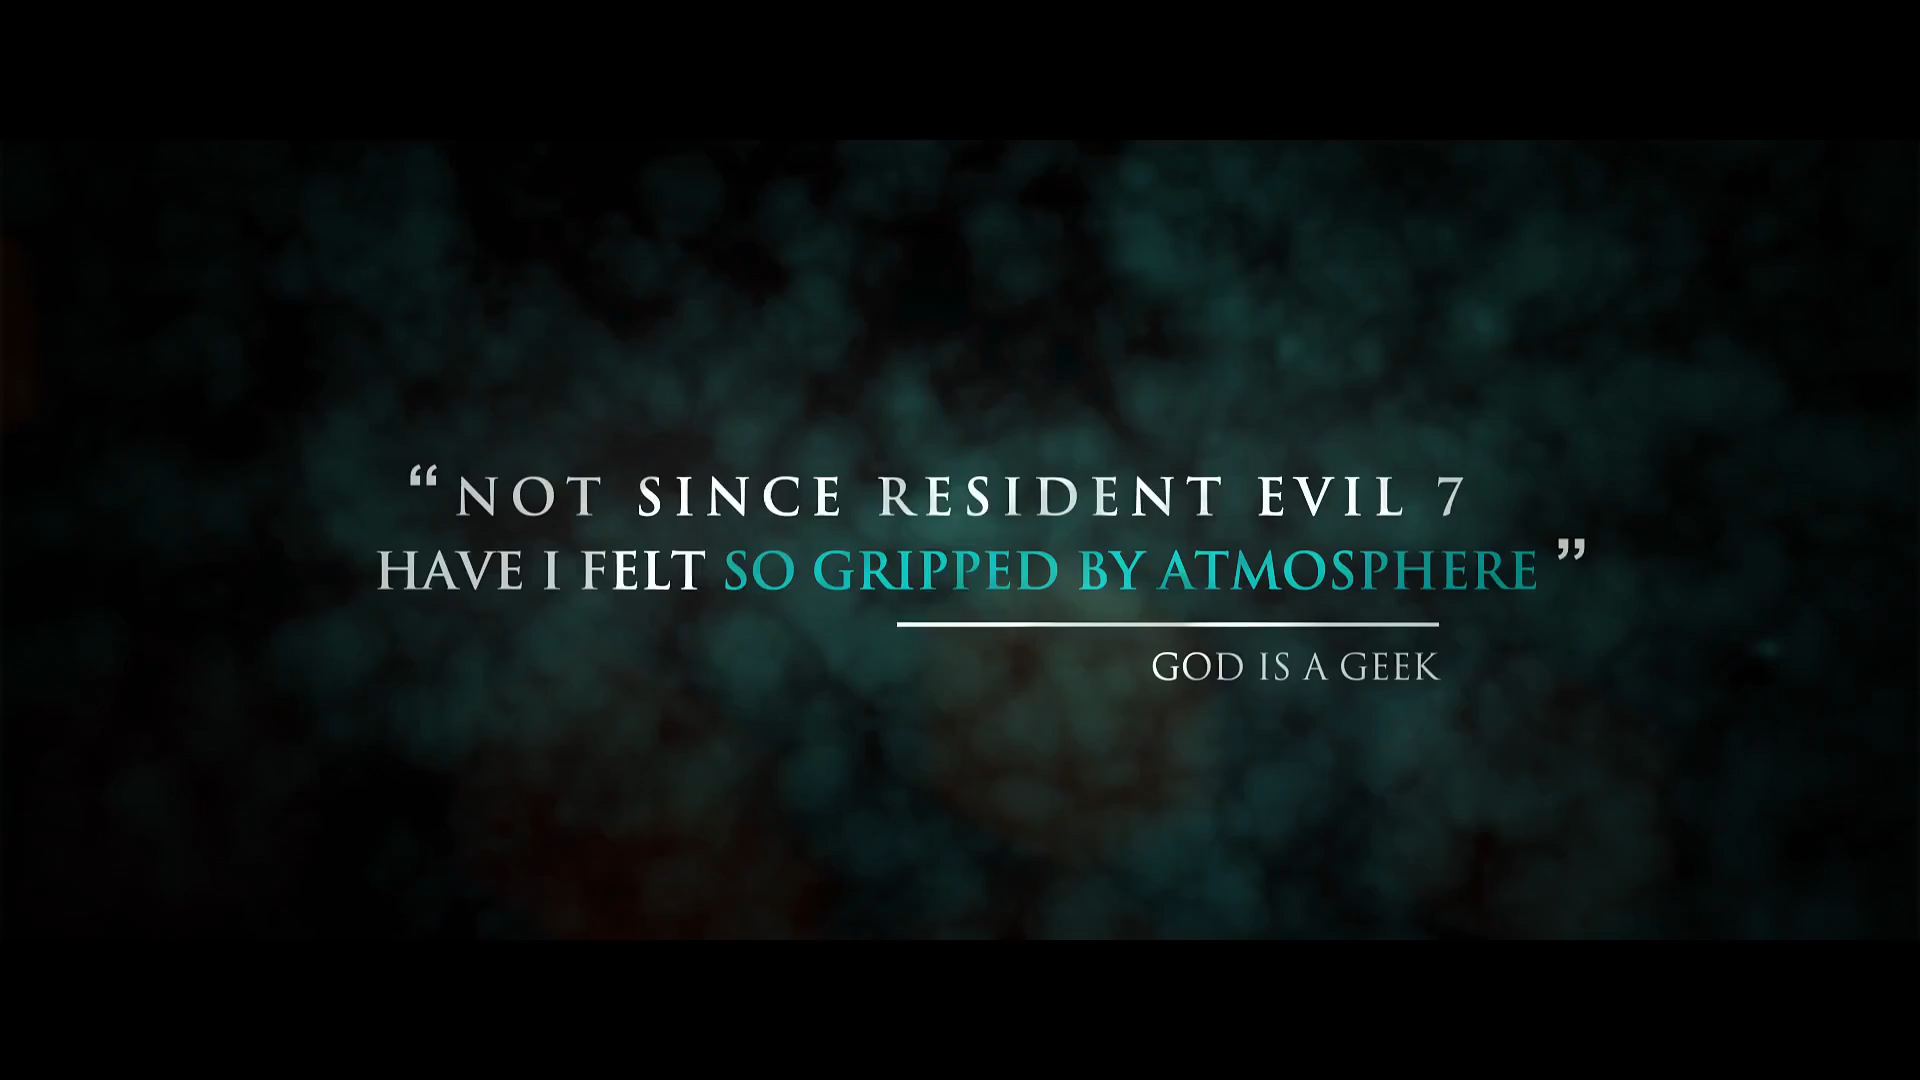 “NOT SINCE RESIDENT EVIL 7
HAVE I FELT SO GRIPPED BY ATMOSPHERE”
GOD IS A GEEK